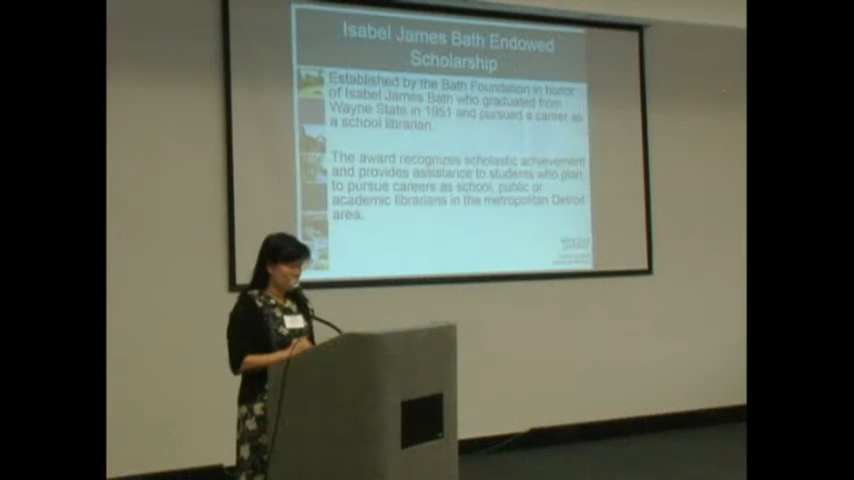 Isabel James Bath Endowed
Scholarship
Established by the Bath Foundation in honor
of Isabel James Bath who graduated from
Wayne State in 1951 and pursued a career as
a school librarian.
The award recognizes scholastic achievement
and provides assistance to students who plan
to pursue careers as school, public or
academic librarians in the metropolitan Detroit
area.